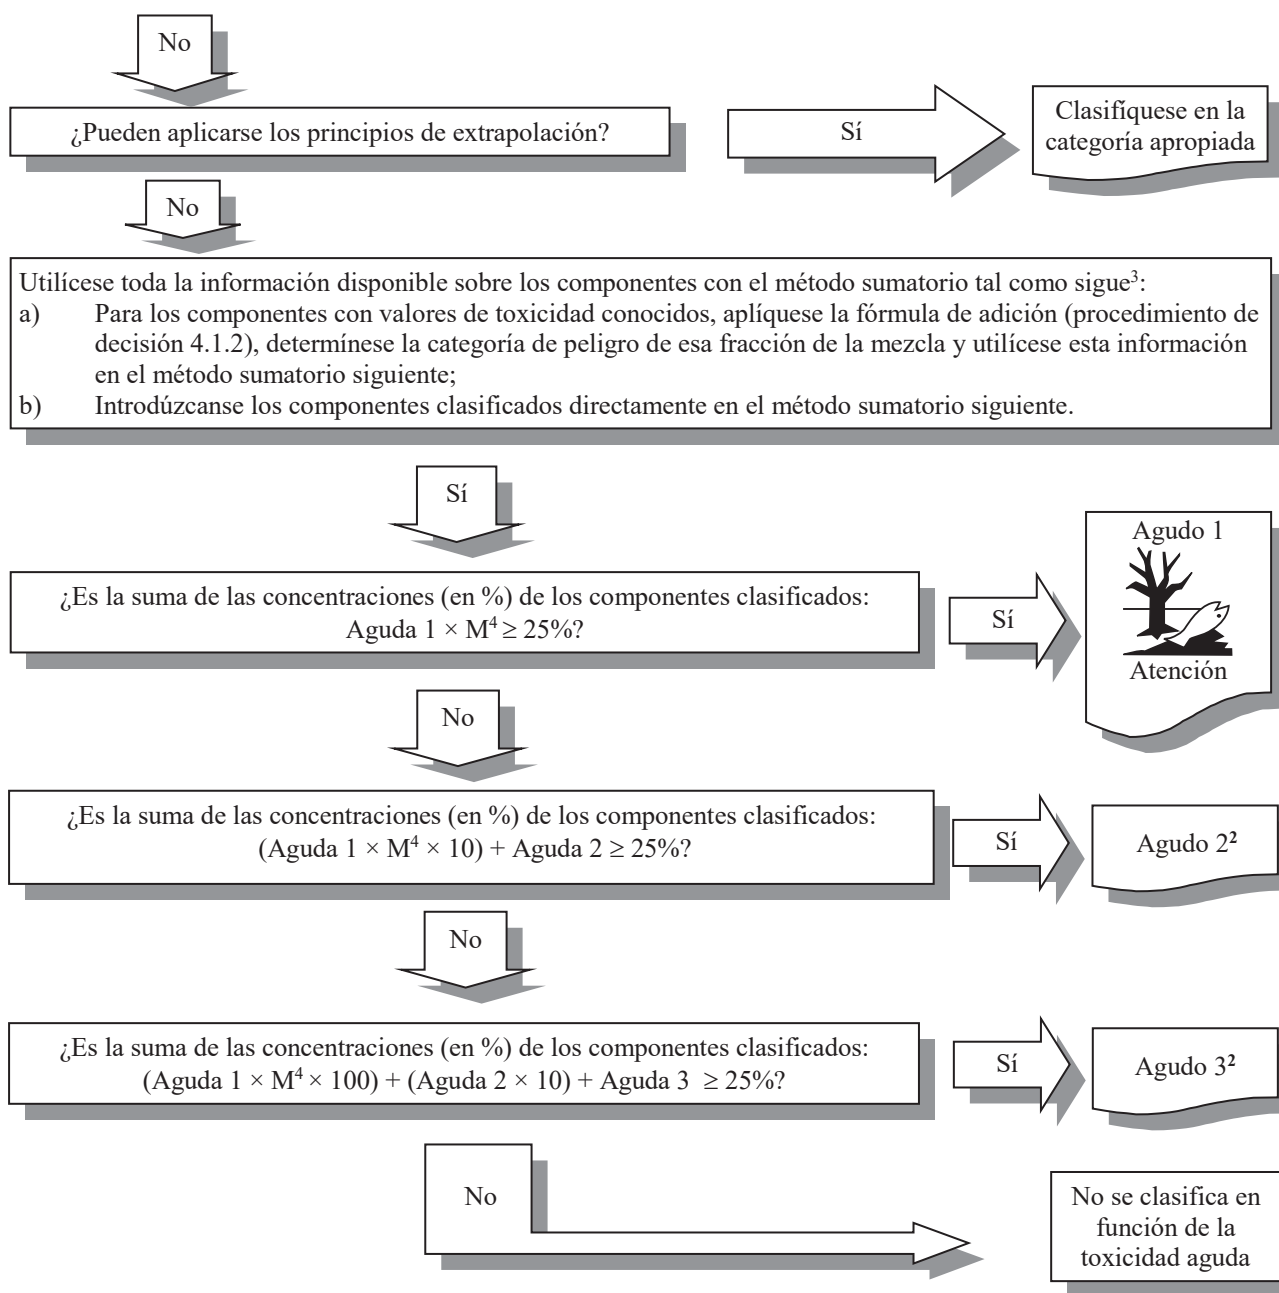 No
¿Pueden aplicarse los principios de extrapolación?
Sí
Clasifíquese en la
categoría apropiada
No
Utilícese toda la información disponible sobre los componentes con el método sumatorio tal como sigue³:
a) Para los componentes con valores de toxicidad conocidos, aplíquese la fórmula de adición (procedimiento de
decisión 4.1.2), determínese la categoría de peligro de esa fracción de la mezcla y utilícese esta información
en el método sumatorio siguiente;
b) Introdúzcanse los componentes clasificados directamente en el método sumatorio siguiente.
Sí
¿Es la suma de las concentraciones (en %) de los componentes clasificados:
Aguda 1 × M⁴ ≥ 25%?
Sí
Agudo 1
Atención
No
¿Es la suma de las concentraciones (en %) de los componentes clasificados:
(Aguda 1 × M⁴ × 10) + Aguda 2 ≥ 25%?
Sí
Agudo 2²
No
¿Es la suma de las concentraciones (en %) de los componentes clasificados:
(Aguda 1 × M⁴ × 100) + (Aguda 2 × 10) + Aguda 3 ≥ 25%?
Sí
Agudo 3²
No
No se clasifica en
función de la
toxicidad aguda